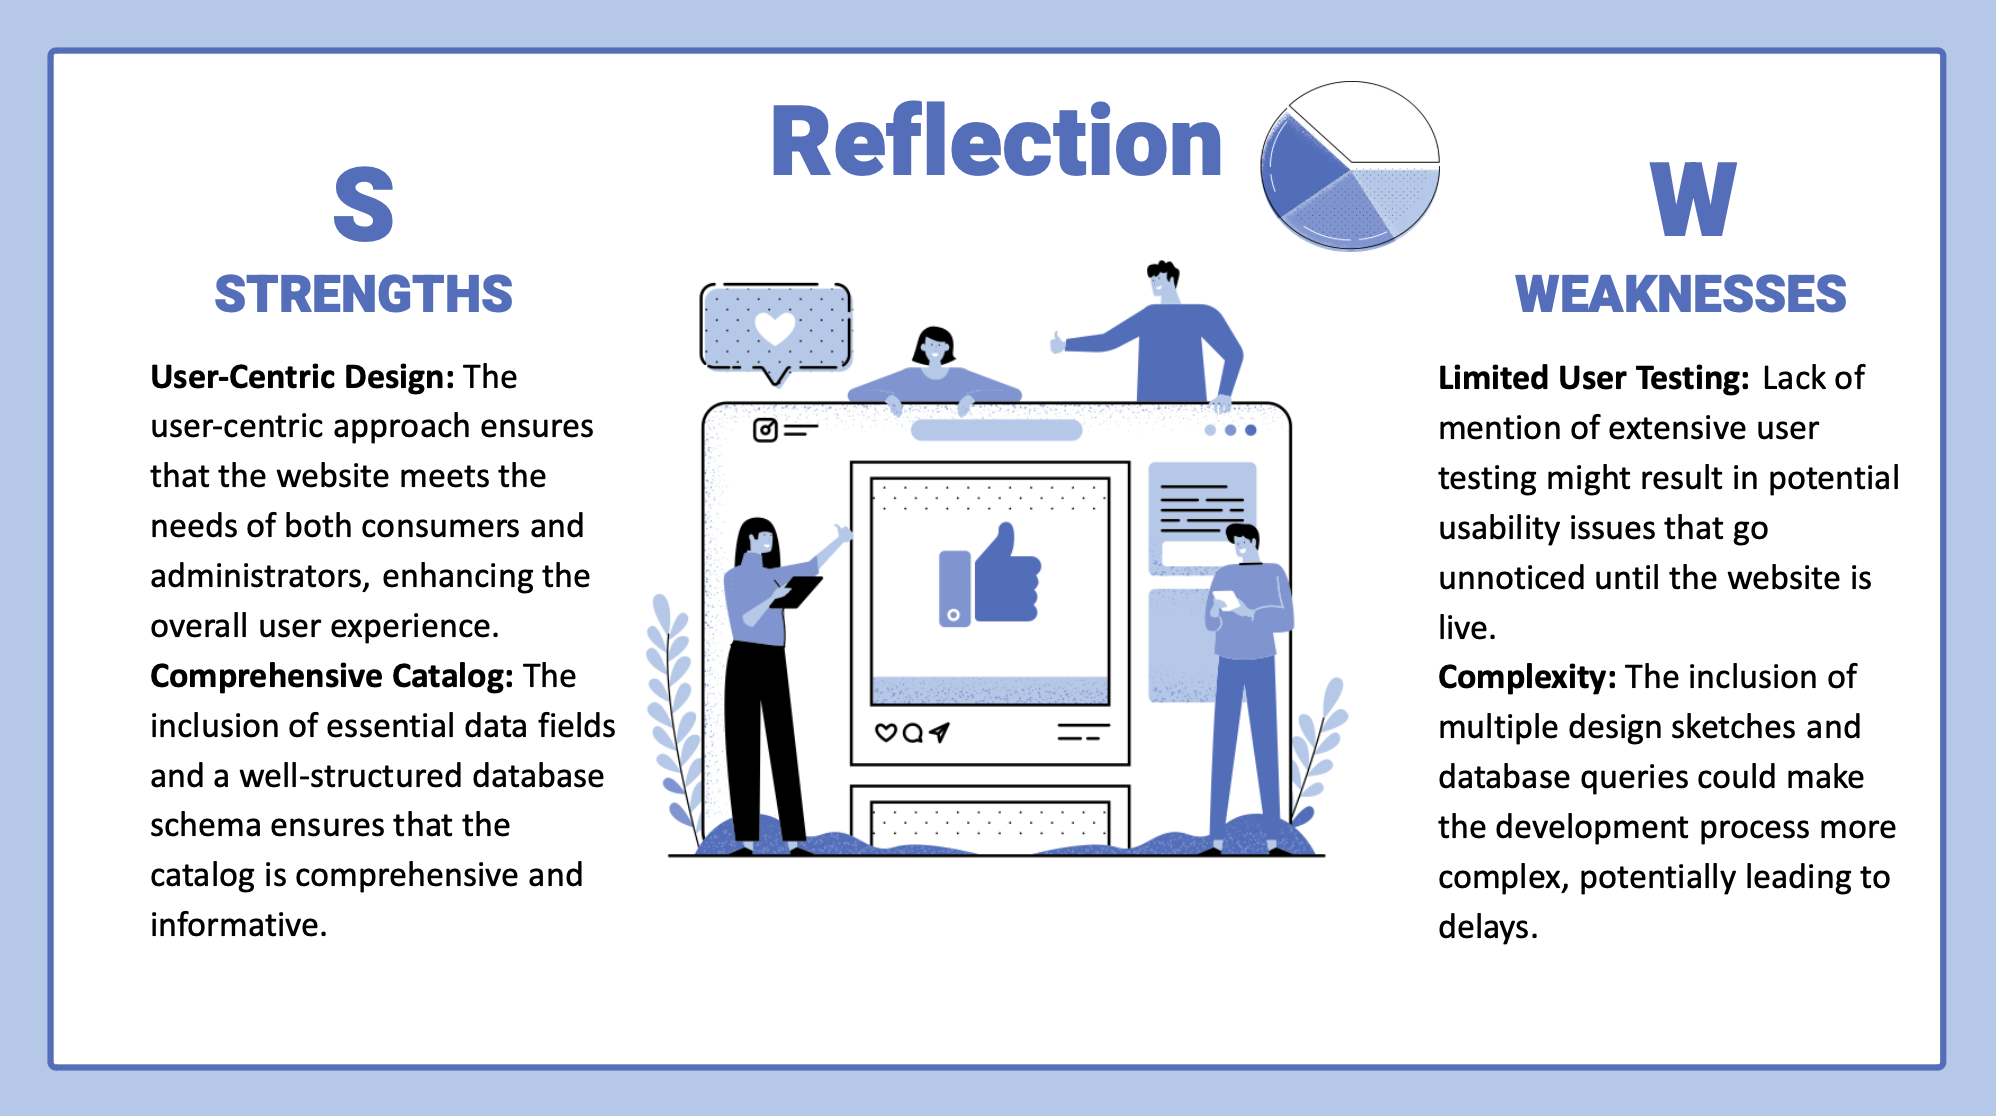 Reflection
S
STRENGTHS
User-Centric Design: The
user-centric approach ensures
that the website meets the
needs of both consumers and
administrators, enhancing the
overall user experience.
Comprehensive Catalog: The
inclusion of essential data fields
and a well-structured database
schema ensures that the
catalog is comprehensive and
informative.
W
WEAKNESSES
Limited User Testing: Lack of
mention of extensive user
testing might result in potential
usability issues that go
unnoticed until the website is
live.
Complexity: The inclusion of
multiple design sketches and
database queries could make
the development process more
complex, potentially leading to
delays.